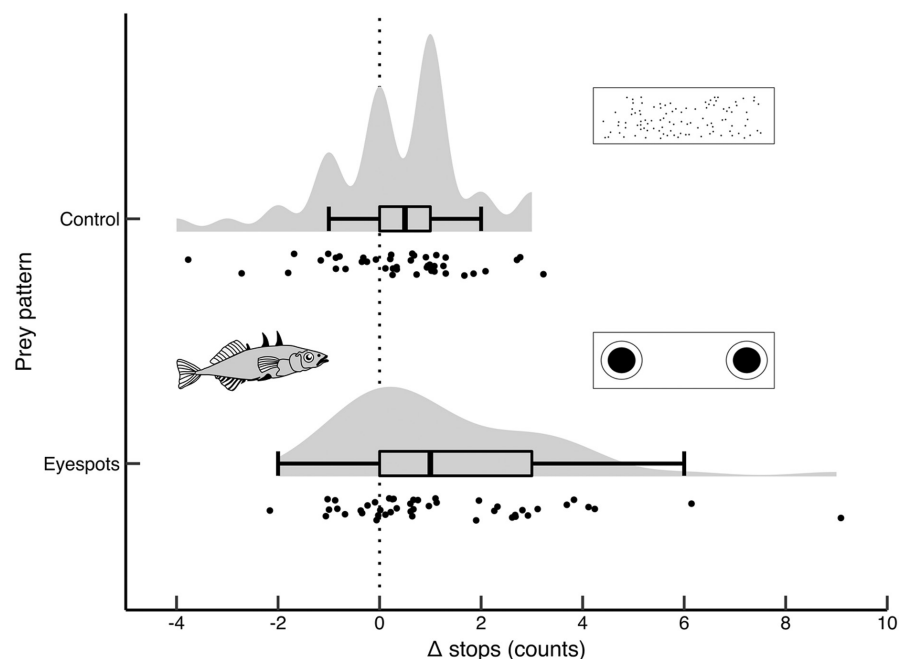 Control
Prey pattern
Eyespots
-4 -2 0 2 4 6 8 10
Δ stops (counts)